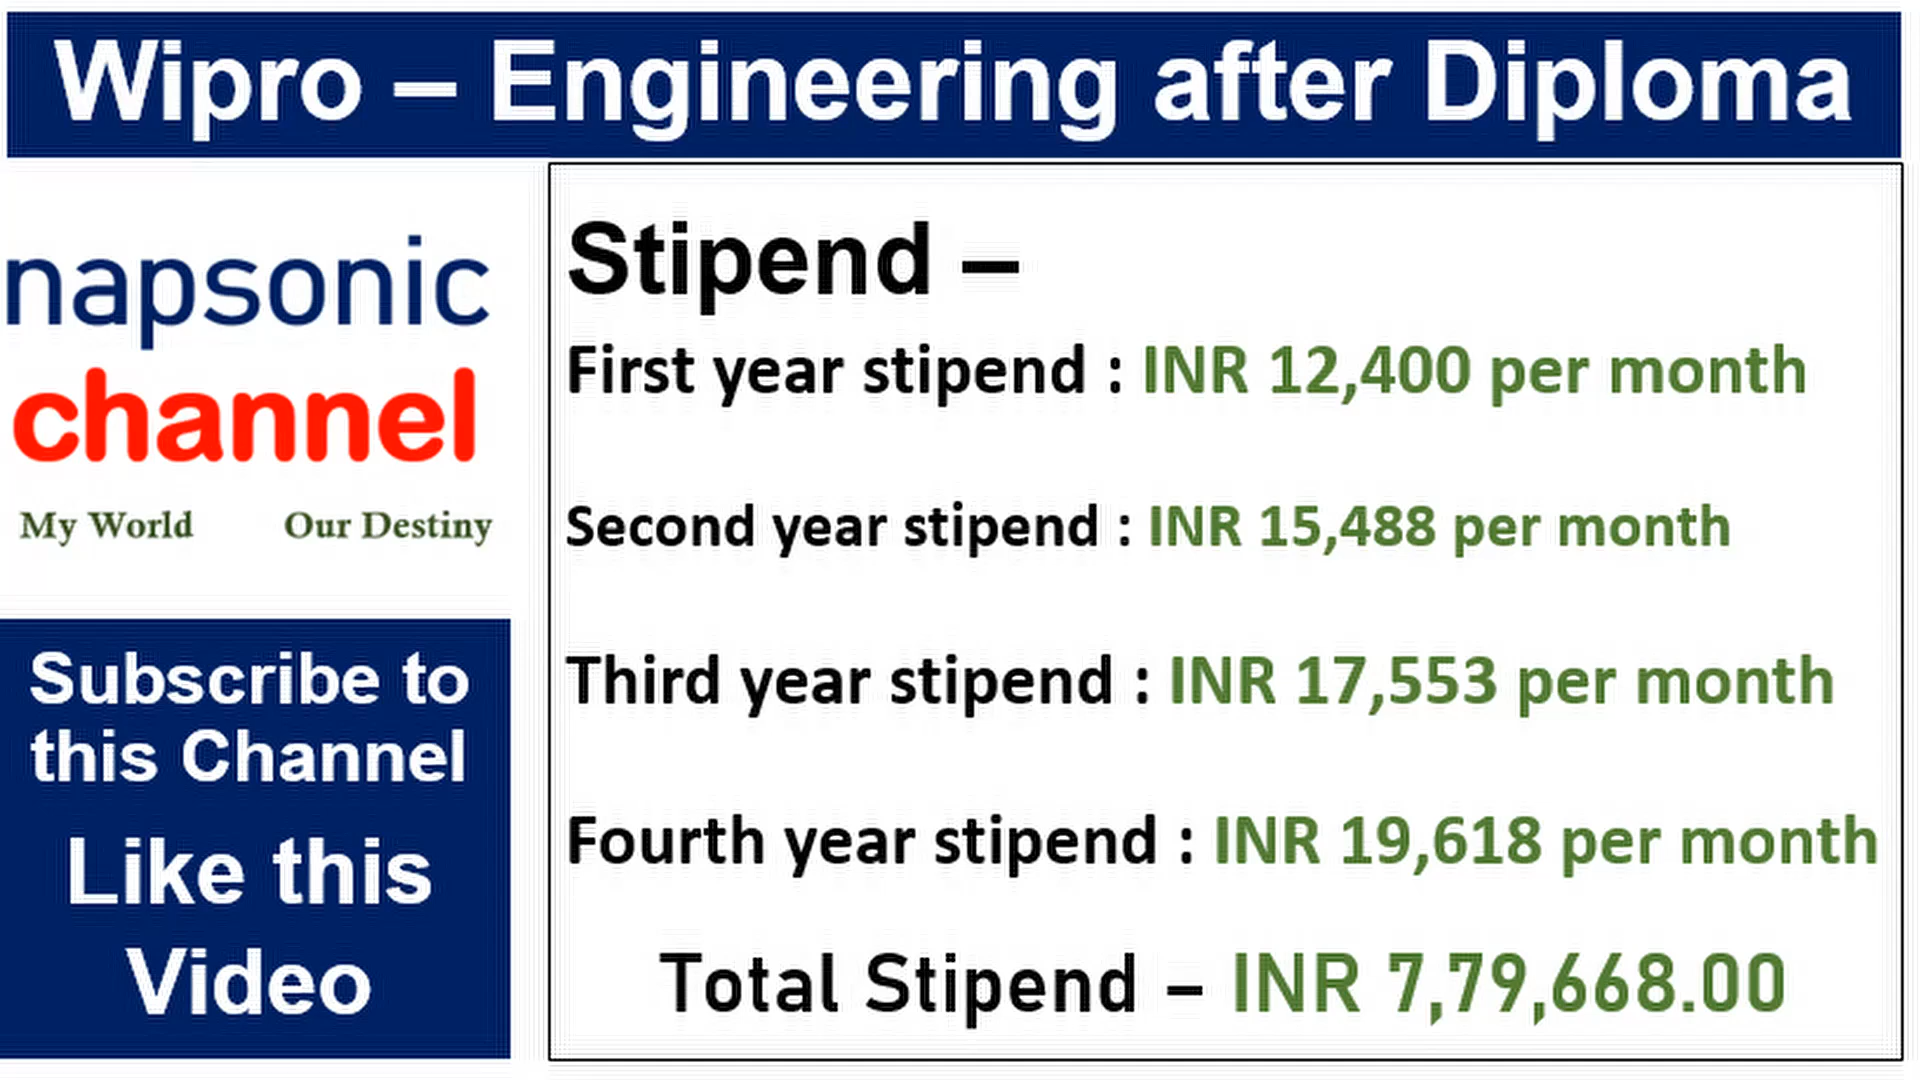 Wipro – Engineering after Diploma
napsonic
channel
My World Our Destiny
Subscribe to
this Channel
Like this
Video
Stipend –
First year stipend : INR 12,400 per month
Second year stipend : INR 15,488 per month
Third year stipend : INR 17,553 per month
Fourth year stipend : INR 19,618 per month
Total Stipend – INR 7,79,668.00